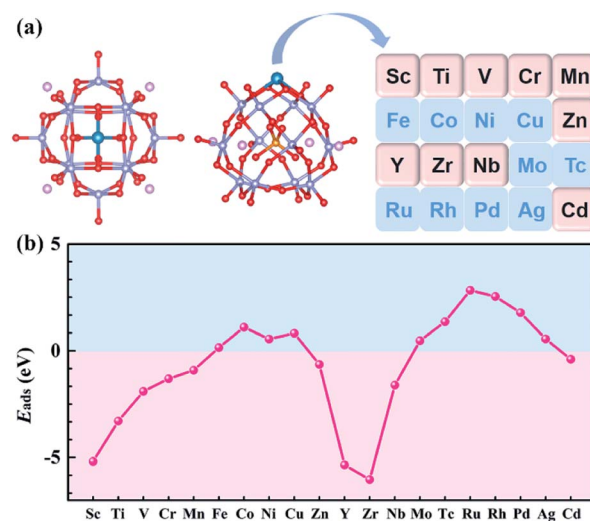 (a)
Sc Ti V Cr Mn
Fe Co Ni Cu Zn
Y Zr Nb Mo Tc
Ru Rh Pd Ag Cd
(b)
5
0
-5
E_ads (eV)
Sc Ti V Cr Mn Fe Co Ni Cu Zn Y Zr Nb Mo Tc Ru Rh Pd Ag Cd